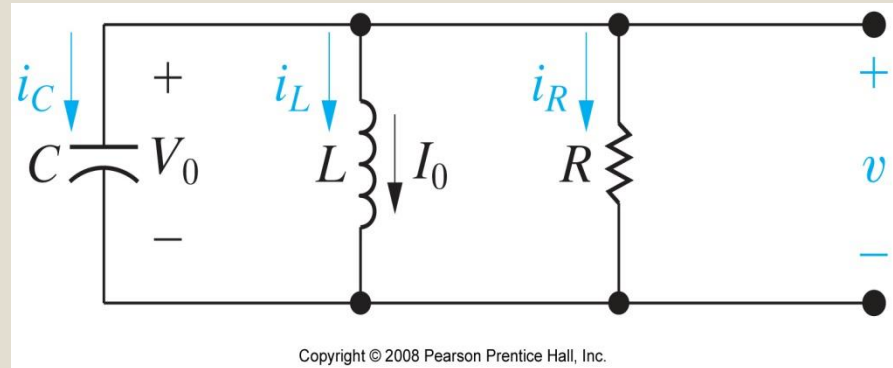 i_C + i_L i_R +
C V_0 L I_0 R v
− −
Copyright © 2008 Pearson Prentice Hall, Inc.